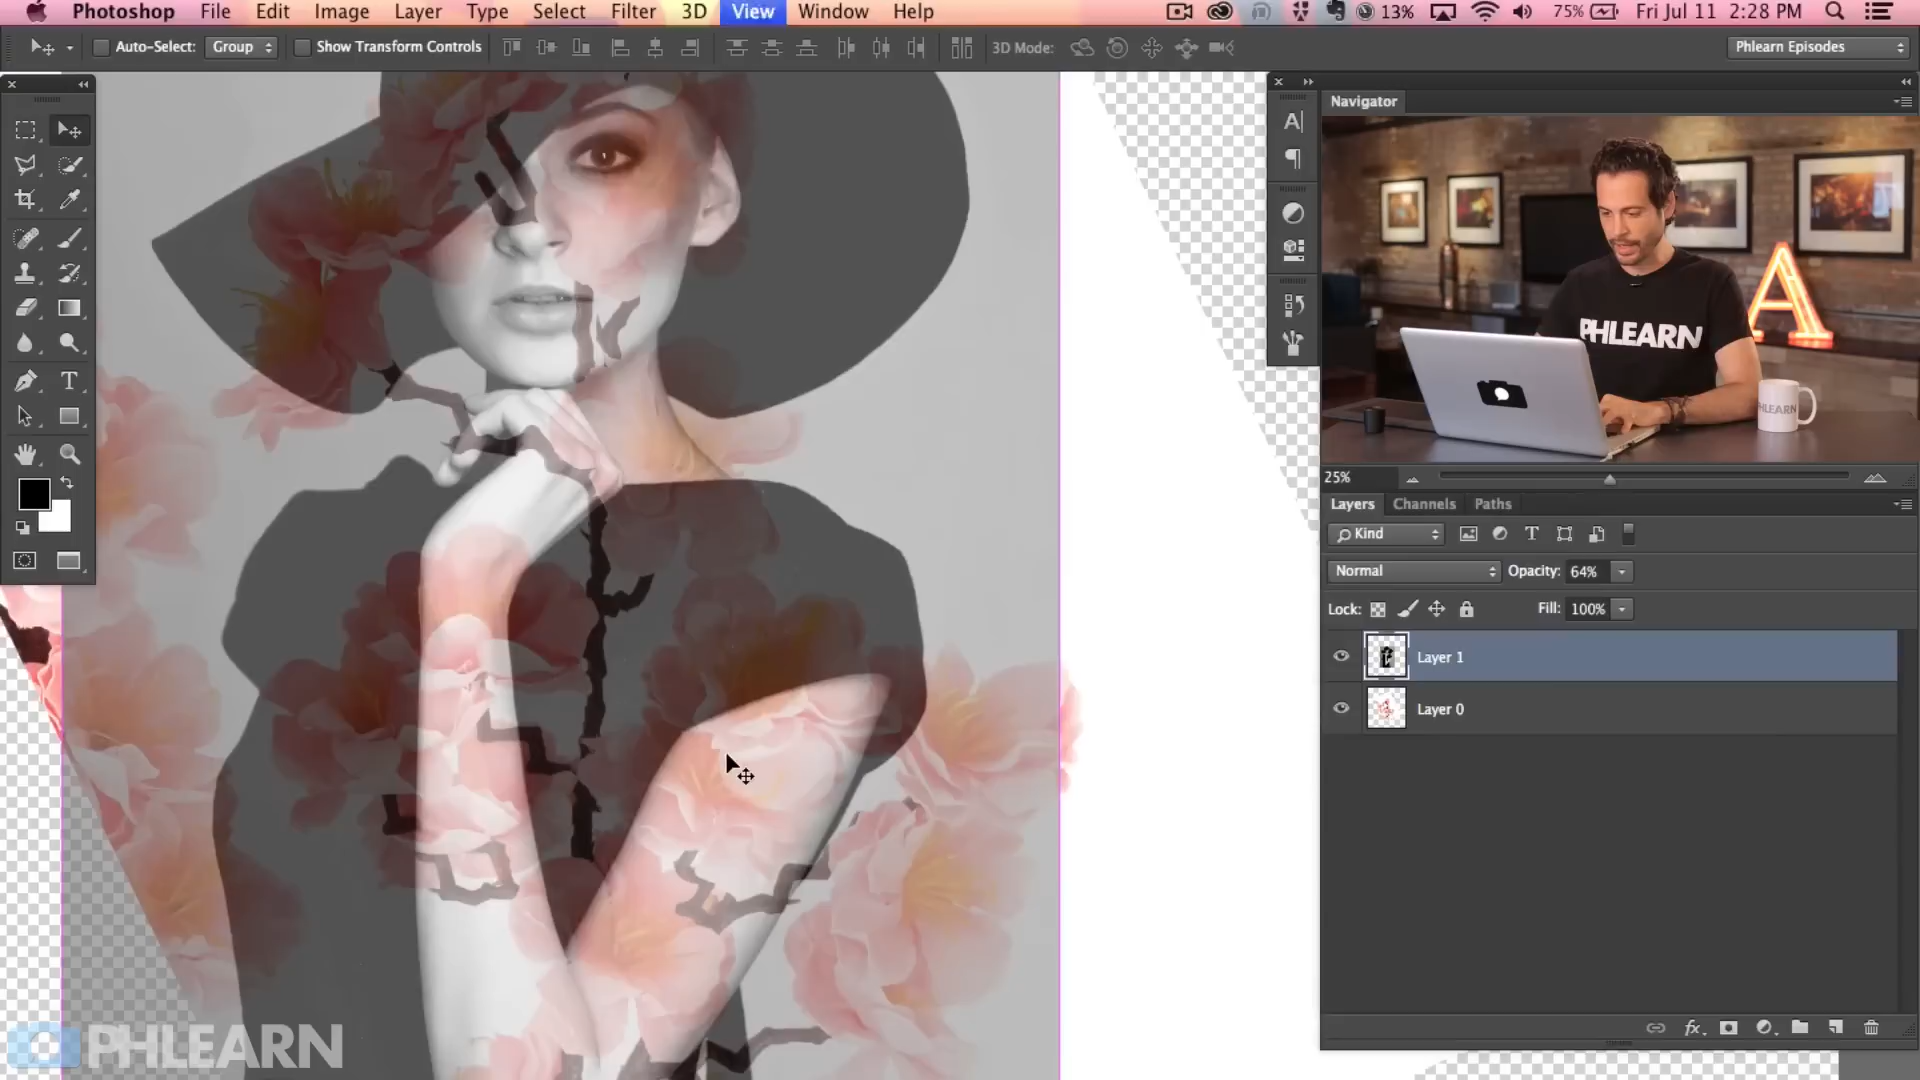 Photoshop File Edit Image Layer Type Select Filter 3D View Window Help 13% 75% Fri Jul 11 2:28 PM
Auto-Select: Group Show Transform Controls 3D Mode: Phlearn Episodes
Navigator
PHLEARN
PHLEARN
25%
Layers Channels Paths
Kind
Normal Opacity: 64%
Lock: Fill: 100%
Layer 1
Layer 0
PHLEARN